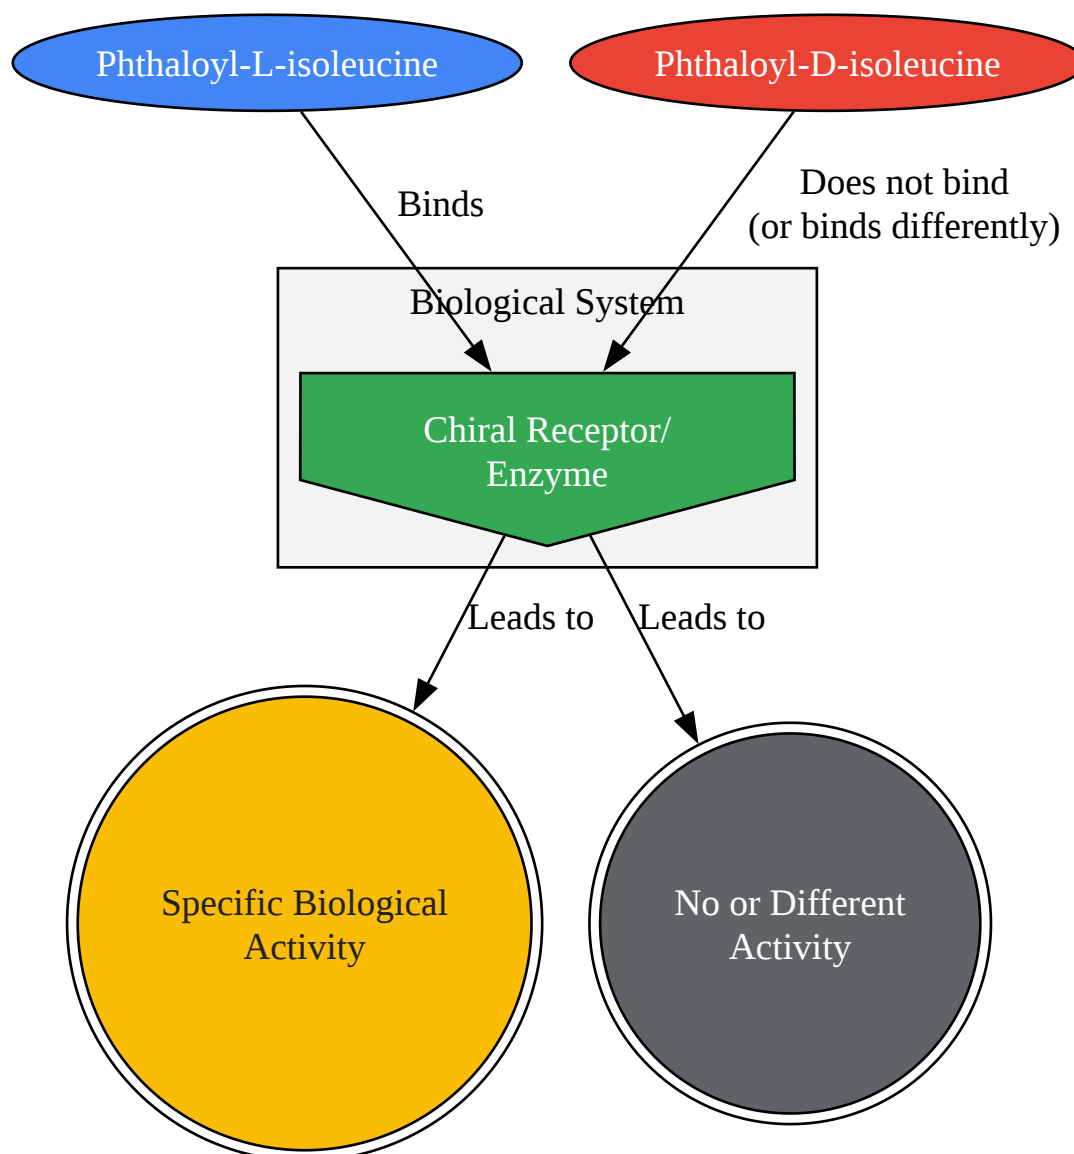 Phthaloyl-L-isoleucine
Phthaloyl-D-isoleucine
Binds
Does not bind
(or binds differently)
Biological System
Chiral Receptor/
Enzyme
Leads to
Leads to
Specific Biological
Activity
No or Different
Activity